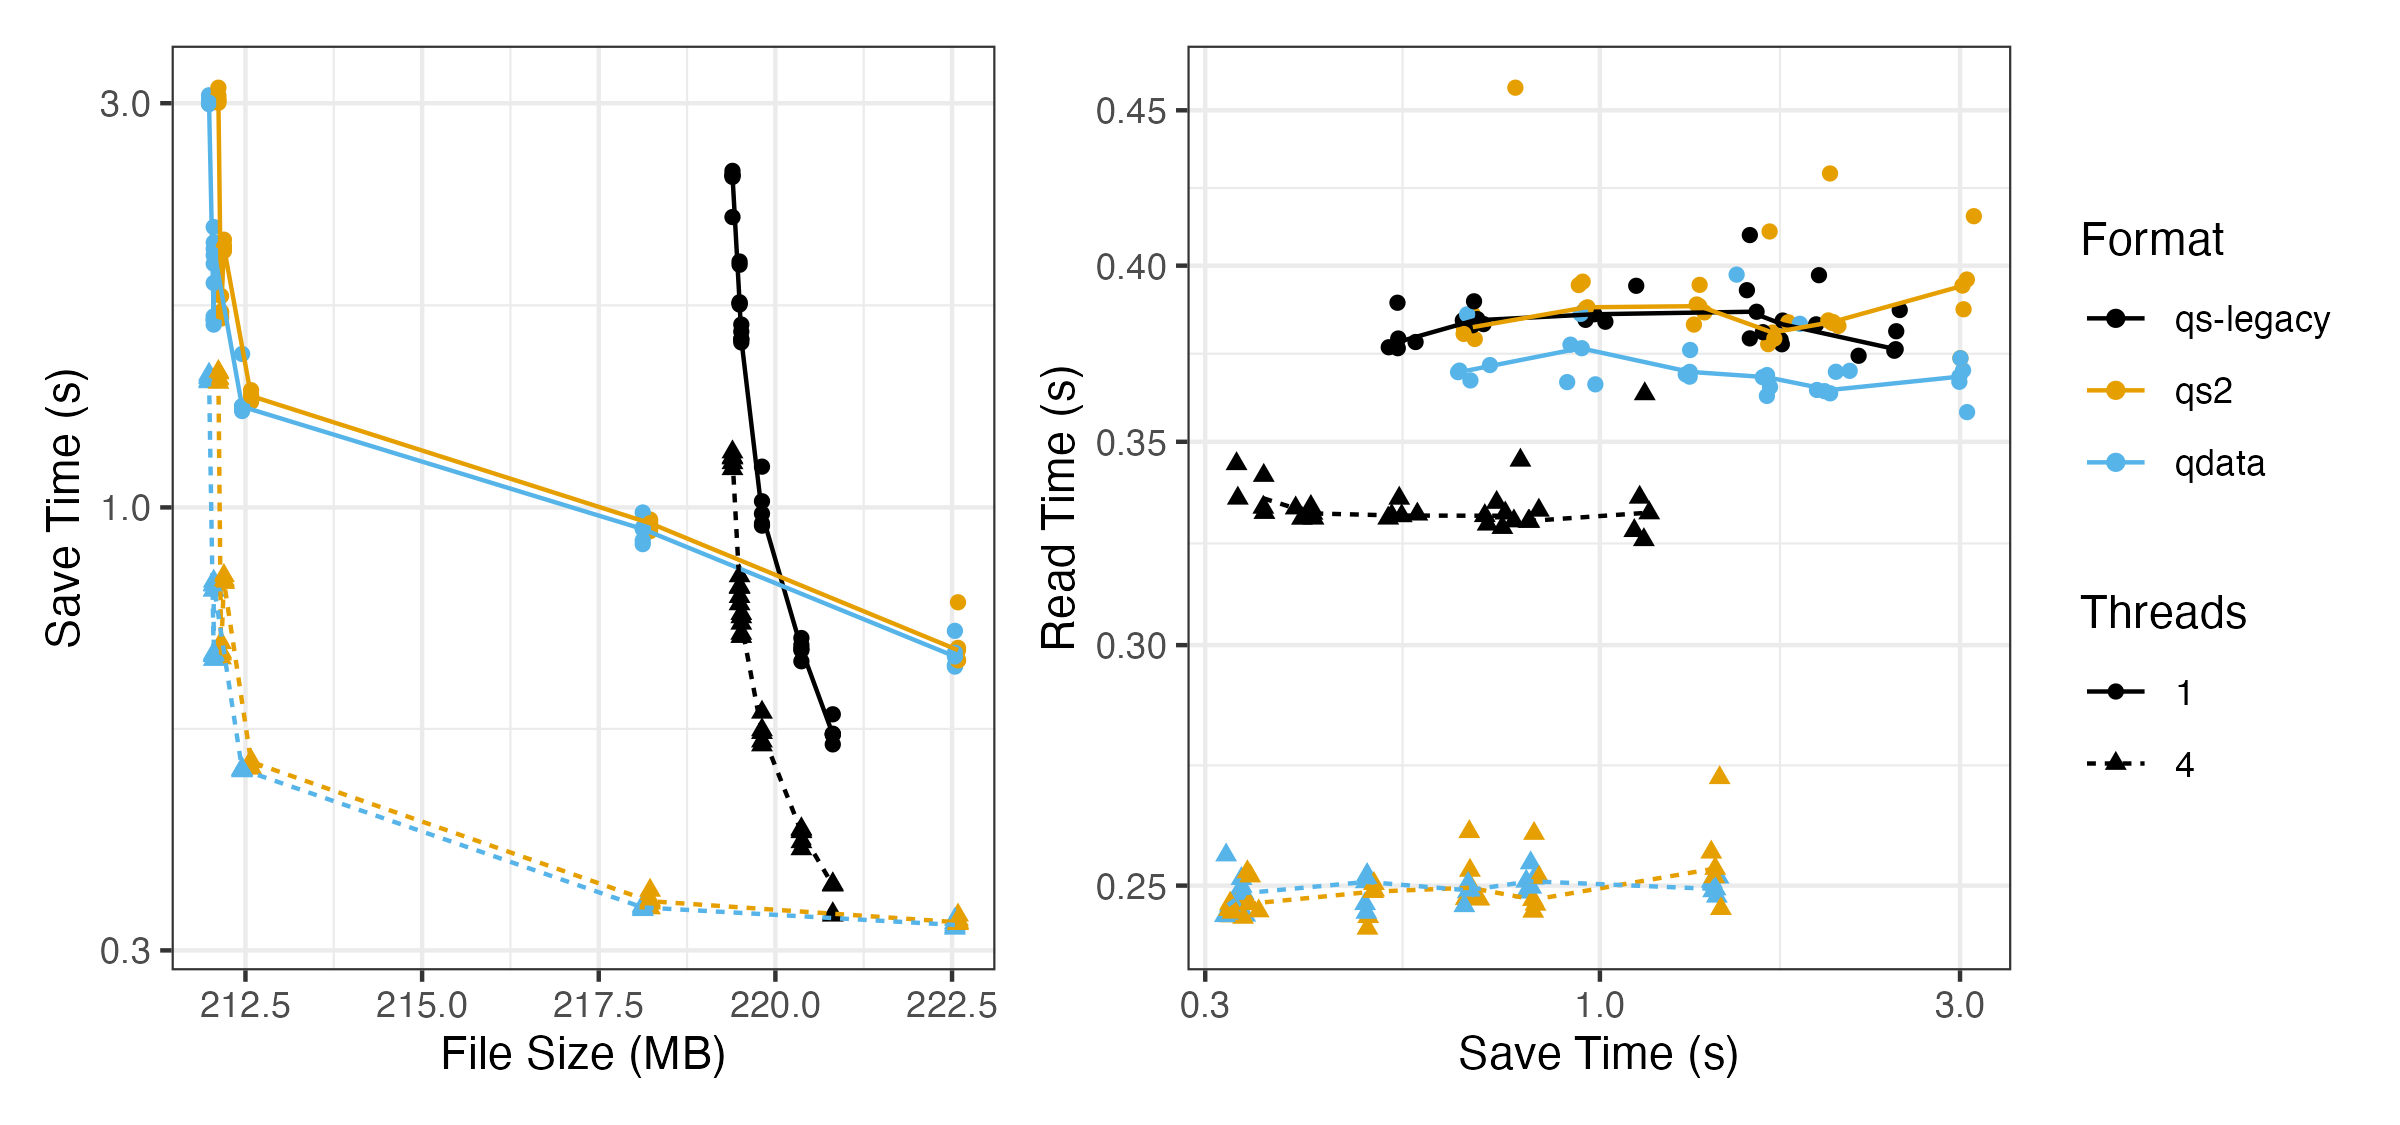 Save Time (s)
3.0
1.0
0.3
212.5 215.0 217.5 220.0 222.5
File Size (MB)
Read Time (s)
0.45
0.40
0.35
0.30
0.25
0.3 1.0 3.0
Save Time (s)
Format
qs-legacy
qs2
qdata
Threads
1
4